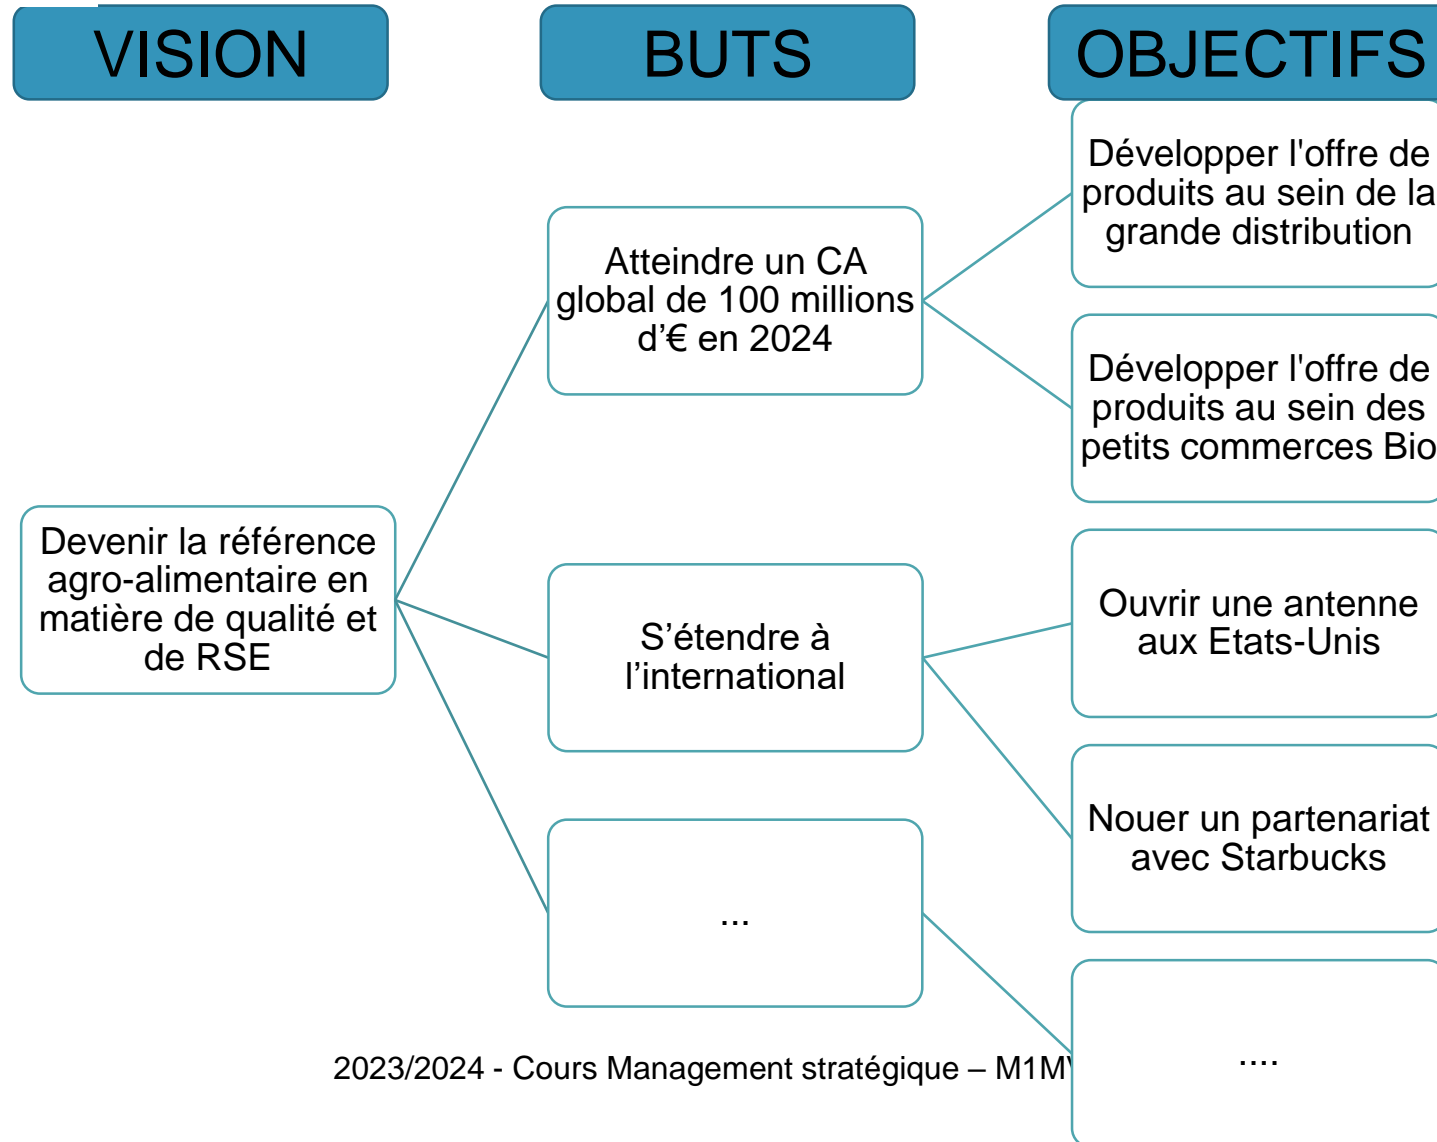 VISION
BUTS
OBJECTIFS
Développer l'offre de
produits au sein de la
grande distribution
Atteindre un CA
global de 100 millions
d’€ en 2024
Développer l'offre de
produits au sein des
petits commerces Bio
Devenir la référence
agro-alimentaire en
matière de qualité et
de RSE
S’étendre à
l’international
Ouvrir une antenne
aux Etats-Unis
Nouer un partenariat
avec Starbucks
...
....
2023/2024 - Cours Management stratégique –